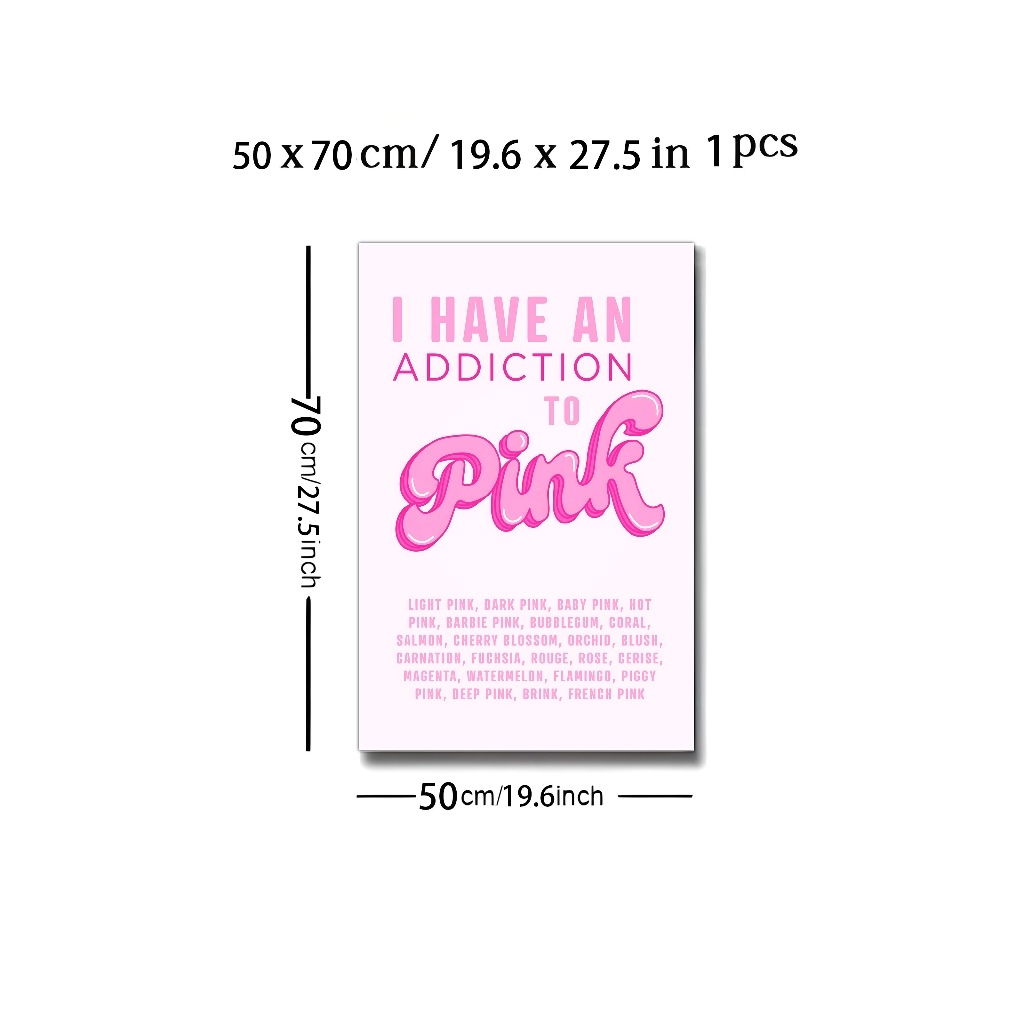 50 x 70 cm/ 19.6 x 27.5 in 1 pcs
I HAVE AN
ADDICTION
TO
Pink
LIGHT PINK, DARK PINK, BABY PINK, HOT
PINK, BARBIE PINK, BUBBLEGUM, CORAL,
SALMON, CHERRY BLOSSOM, ORCHID, BLUSH,
CARNATION, FUCHSIA, ROUGE, ROSE, CERISE,
MAGENTA, WATERMELON, FLAMINGO, PIGGY
PINK, DEEP PINK, BRINK, FRENCH PINK
70 cm/27.5 inch
50 cm/19.6 inch